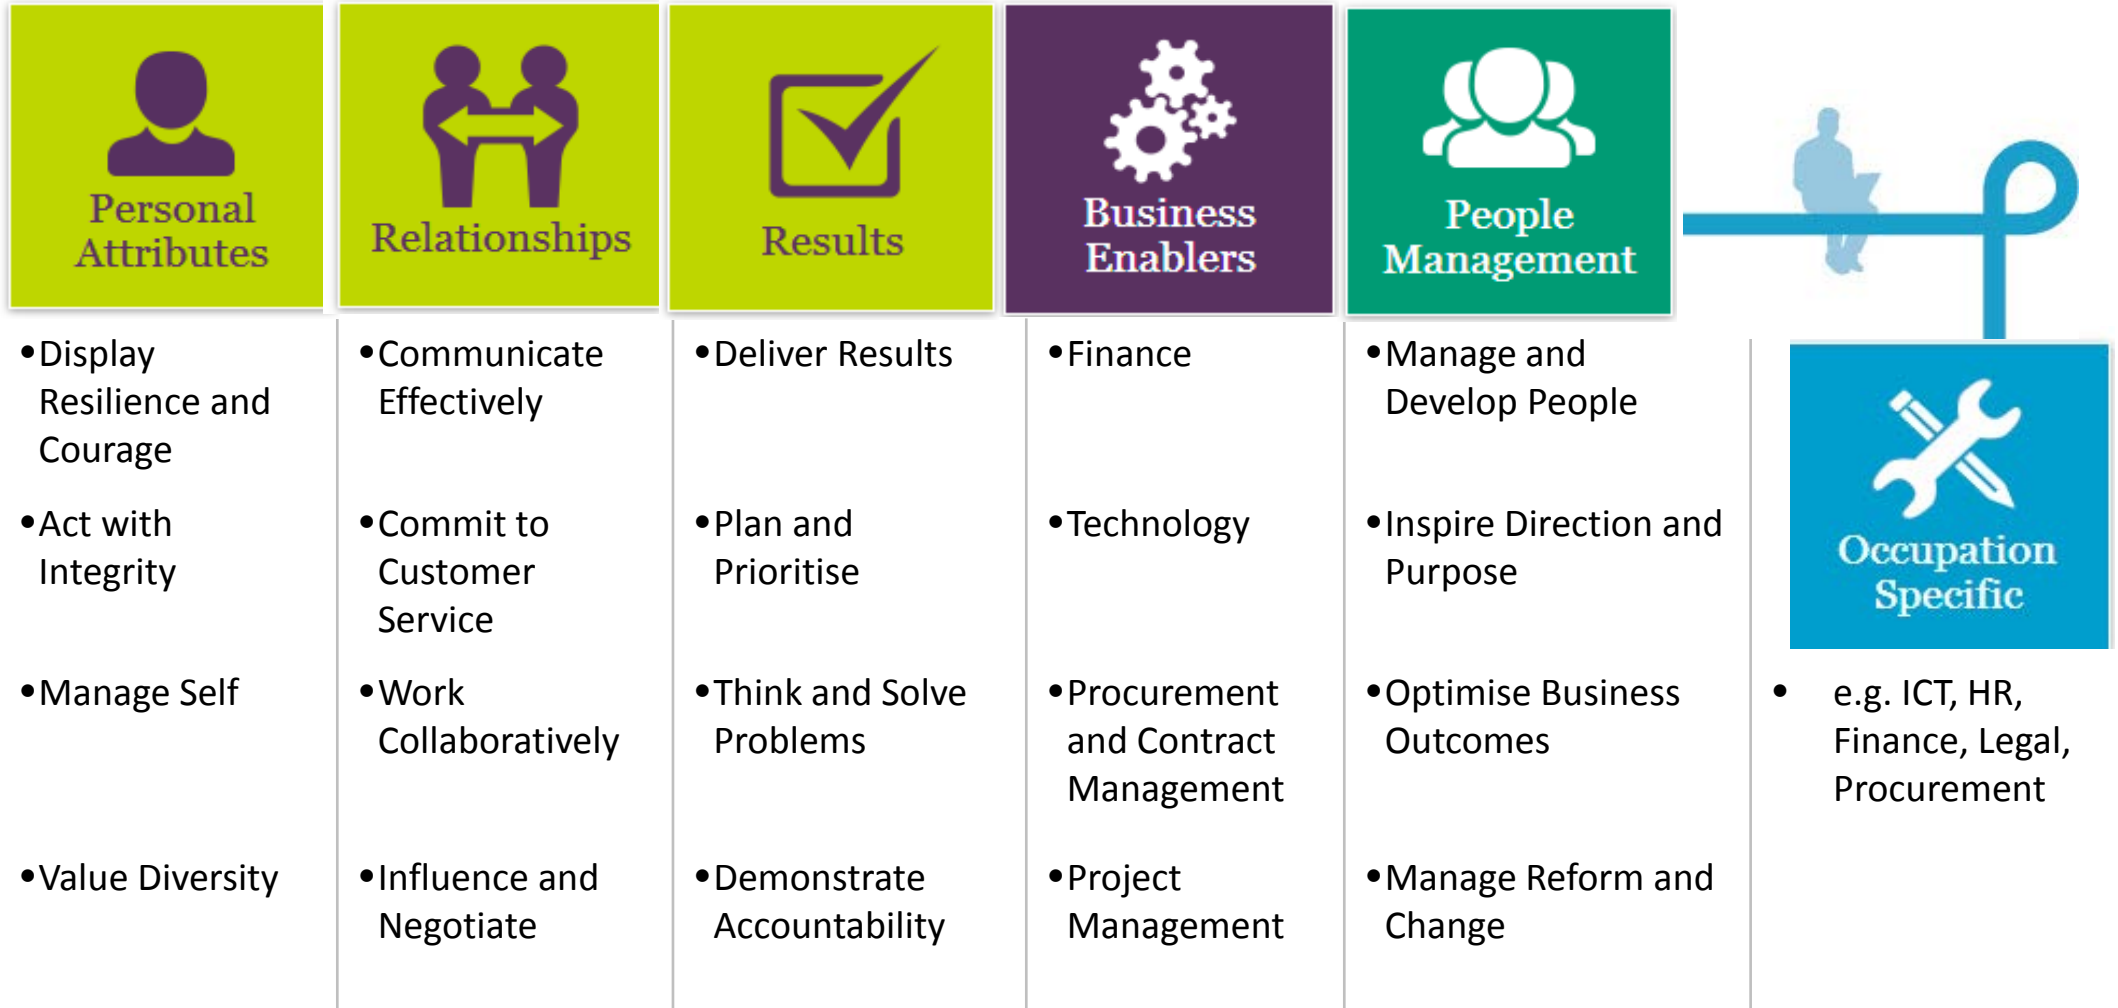 Personal
Attributes
Relationships
Results
Business
Enablers
People
Management
•Display
Resilience and
Courage
•Act with
Integrity
•Manage Self
•Value Diversity
•Communicate
Effectively
•Commit to
Customer
Service
•Work
Collaboratively
•Influence and
Negotiate
•Deliver Results
•Plan and
Prioritise
•Think and Solve
Problems
•Demonstrate
Accountability
•Finance
•Technology
•Procurement
and Contract
Management
•Project
Management
•Manage and
Develop People
•Inspire Direction and
Purpose
•Optimise Business
Outcomes
•Manage Reform and
Change
Occupation
Specific
• e.g. ICT, HR,
Finance, Legal,
Procurement